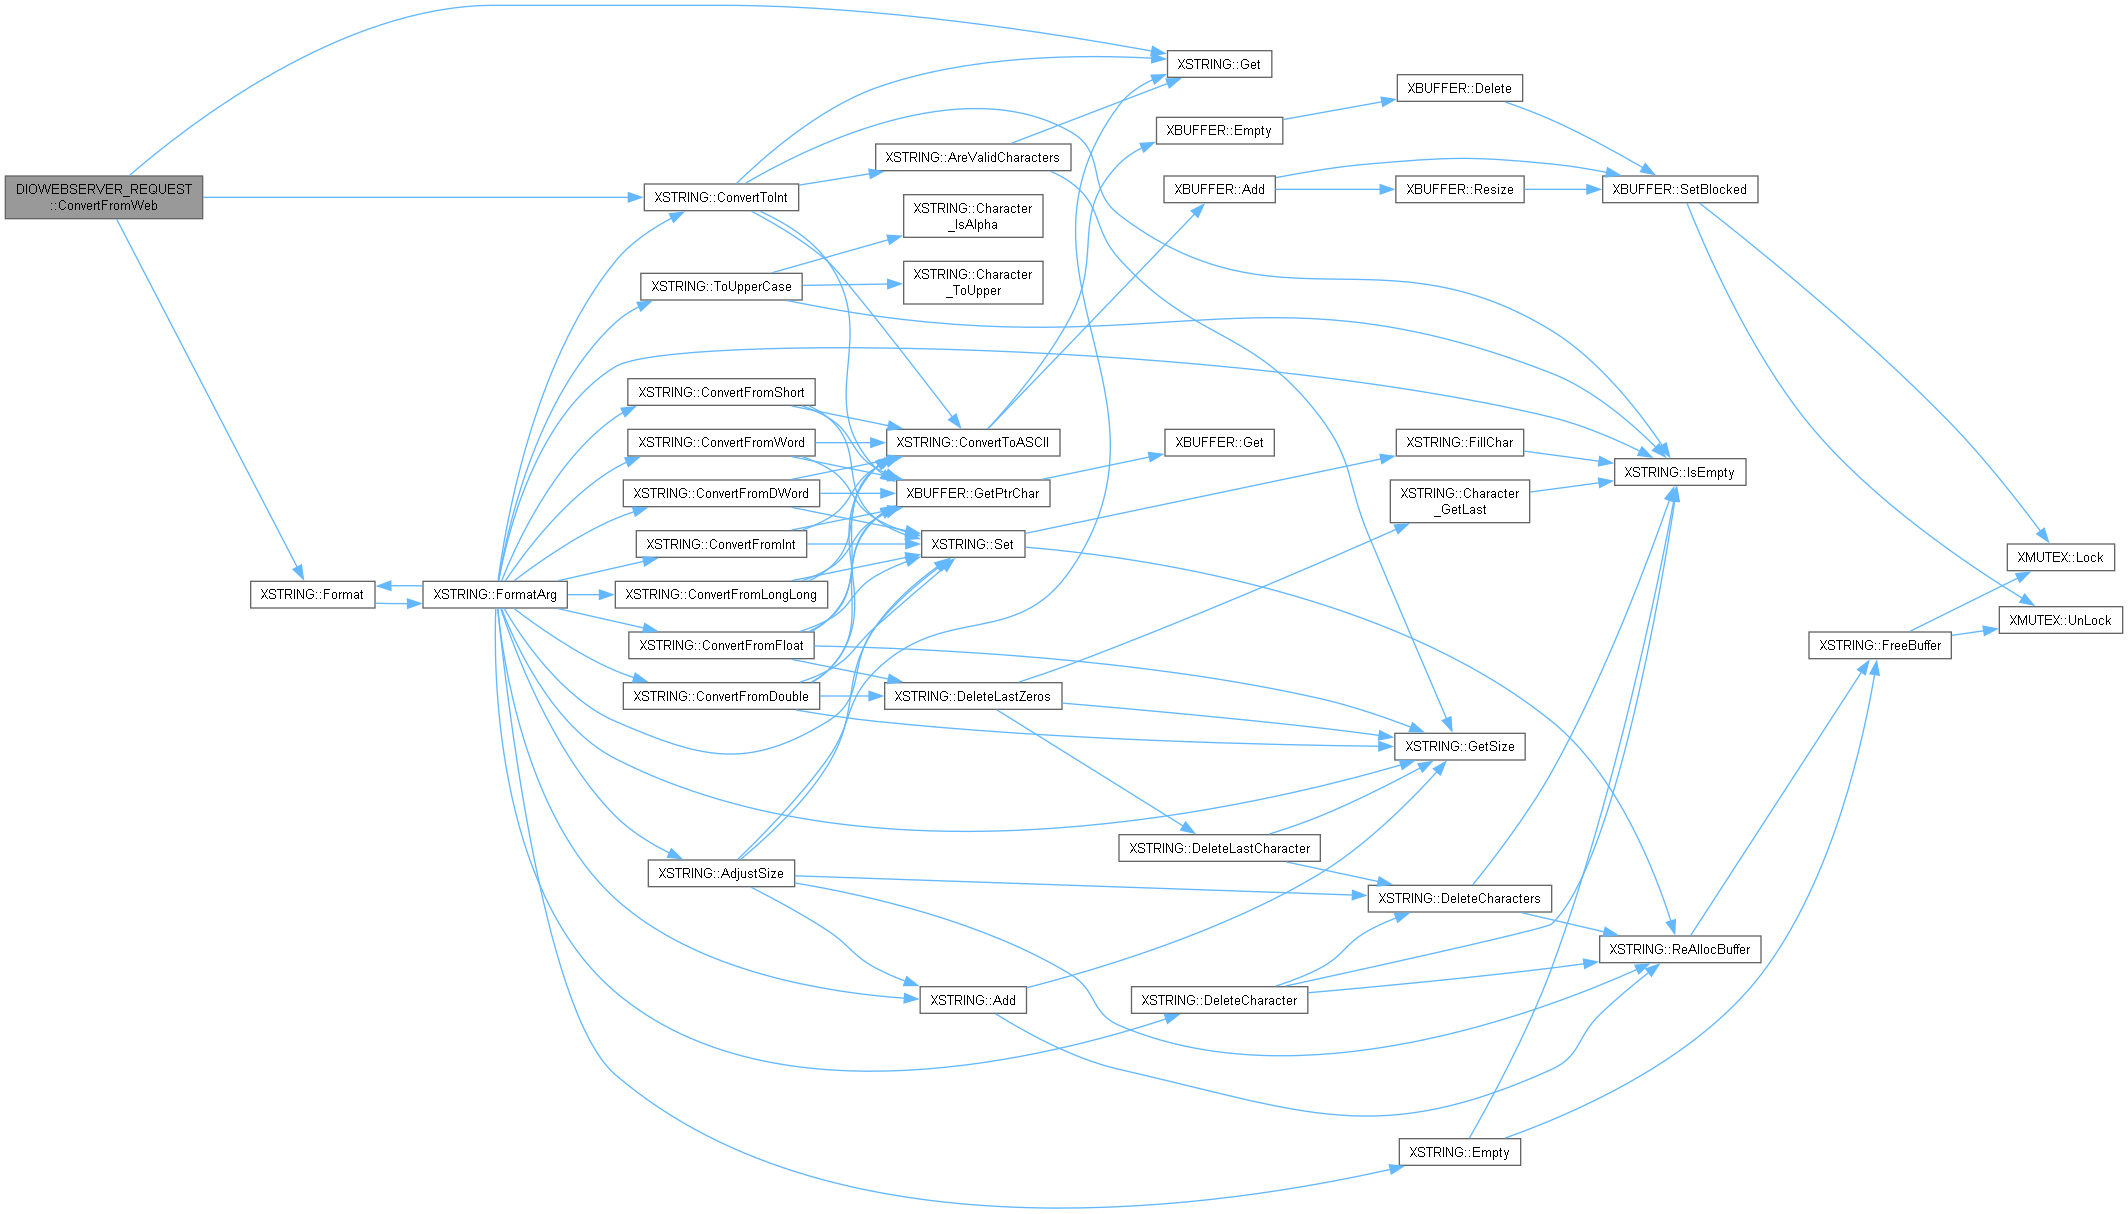 DIOWEBSERVER_REQUEST
::ConvertFromWeb
XSTRING::Format
XSTRING::FormatArg
XSTRING::ConvertToInt
XSTRING::ToUpperCase
XSTRING::ConvertFromShort
XSTRING::ConvertFromWord
XSTRING::ConvertFromDWord
XSTRING::ConvertFromInt
XSTRING::ConvertFromLongLong
XSTRING::ConvertFromFloat
XSTRING::ConvertFromDouble
XSTRING::AdjustSize
XSTRING::AreValidCharacters
XSTRING::Character
_IsAlpha
XSTRING::Character
_ToUpper
XSTRING::ConvertToASCII
XBUFFER::GetPtrChar
XSTRING::Set
XSTRING::DeleteLastZeros
XSTRING::Add
XSTRING::Get
XBUFFER::Empty
XBUFFER::Add
XBUFFER::Get
XSTRING::DeleteLastCharacter
XSTRING::DeleteCharacter
XBUFFER::Delete
XBUFFER::Resize
XSTRING::FillChar
XSTRING::Character
_GetLast
XSTRING::GetSize
XSTRING::DeleteCharacters
XSTRING::Empty
XBUFFER::SetBlocked
XSTRING::IsEmpty
XSTRING::ReAllocBuffer
XSTRING::FreeBuffer
XMUTEX::Lock
XMUTEX::UnLock